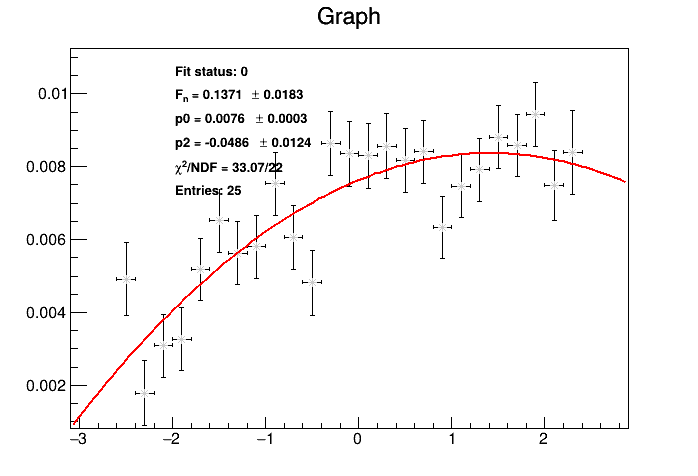 Graph
Fit status: 0
Fn = 0.1371 ± 0.0183
p0 = 0.0076 ± 0.0003
p2 = -0.0486 ± 0.0124
χ²/NDF = 33.07/22
Entries: 25
0.01
0.008
0.006
0.004
0.002
−3 −2 −1 0 1 2